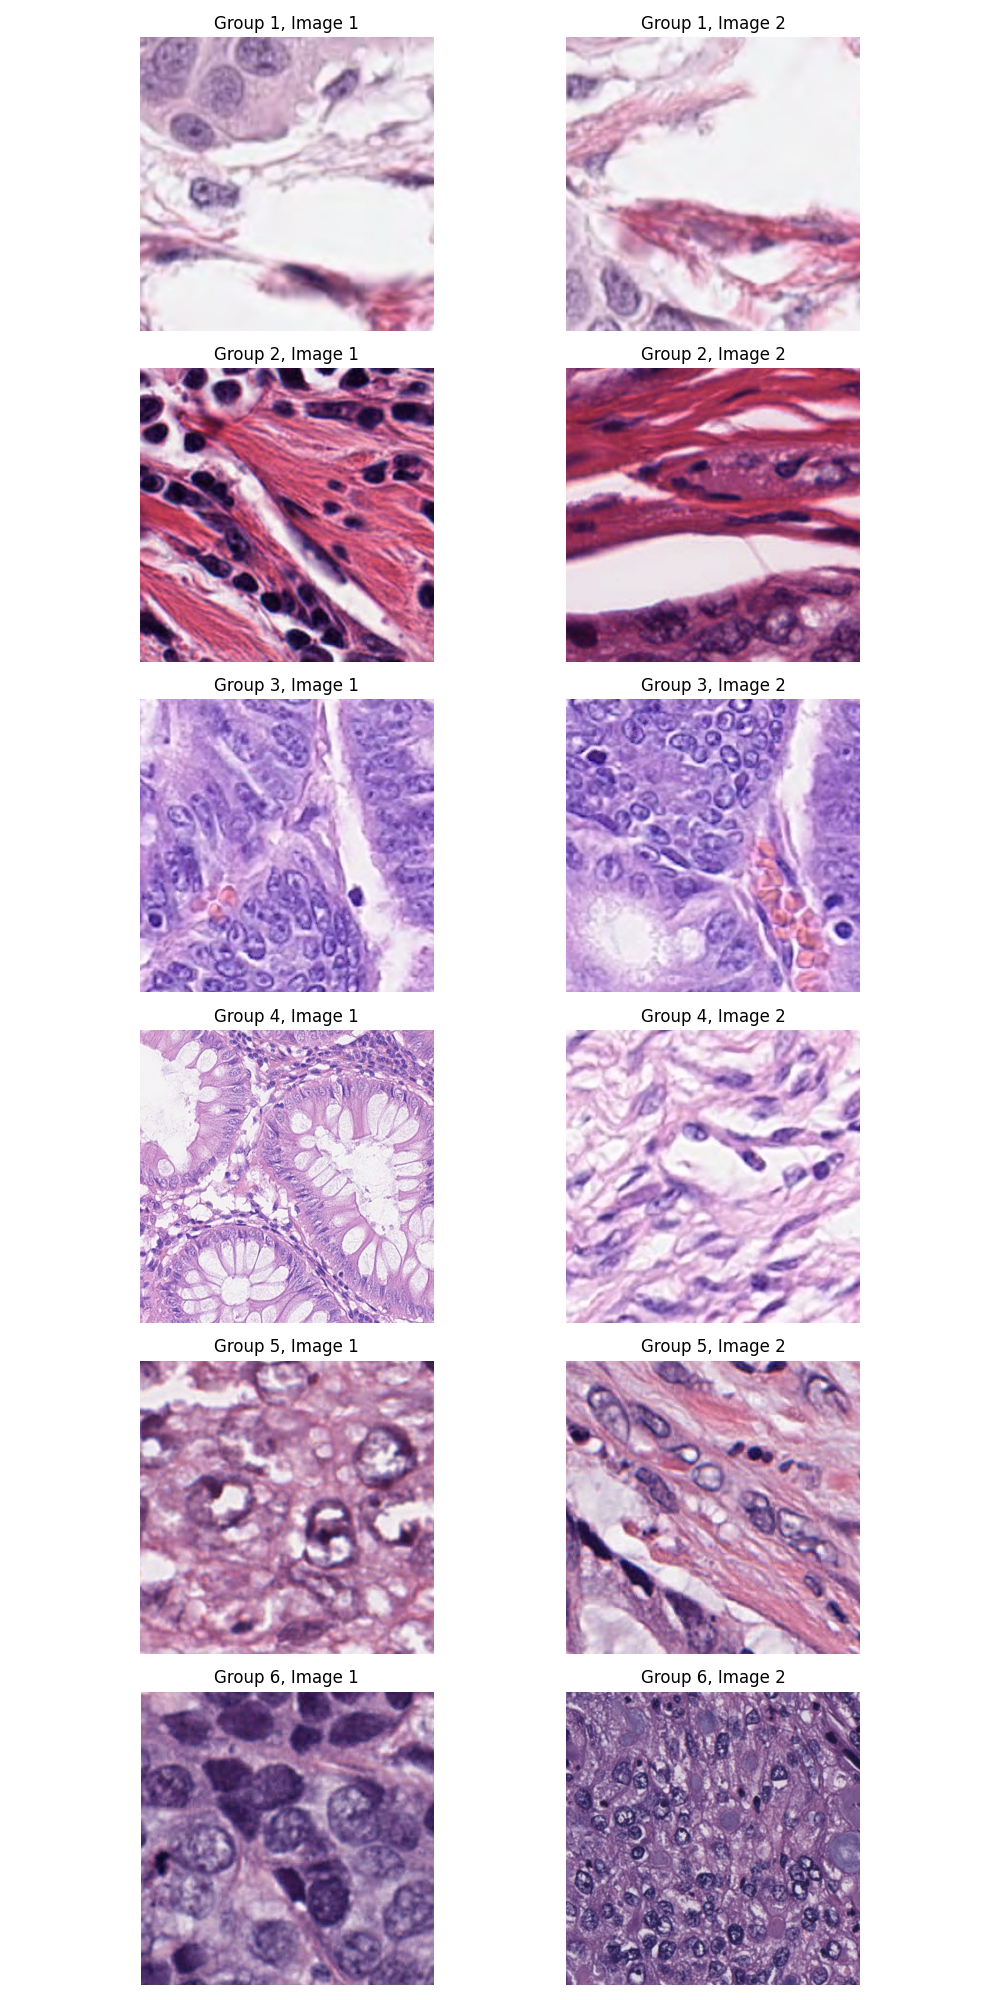 Group 1, Image 1
Group 1, Image 2
Group 2, Image 1
Group 2, Image 2
Group 3, Image 1
Group 3, Image 2
Group 4, Image 1
Group 4, Image 2
Group 5, Image 1
Group 5, Image 2
Group 6, Image 1
Group 6, Image 2